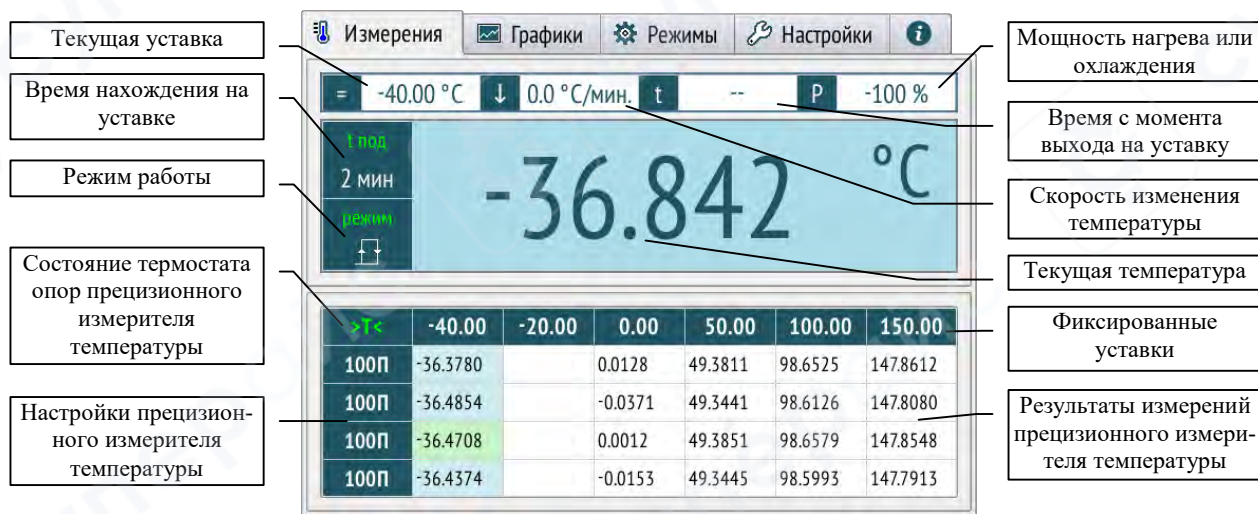 Текущая уставка
Время нахождения на
уставке
Режим работы
Состояние термостата
опор прецизионного
измерителя
температуры
Настройки прецизион-
ного измерителя
температуры
Измерения Графики Режимы Настройки i
= -40.00 °C ↓ 0.0 °C/мин. t -- P -100 %
t под
2 мин
режим
-36.842 °C
>T< -40.00 -20.00 0.00 50.00 100.00 150.00
100П -36.3780 0.0128 49.3811 98.6525 147.8612
100П -36.4854 -0.0371 49.3441 98.6126 147.8080
100П -36.4708 0.0012 49.3851 98.6579 147.8548
100П -36.4374 -0.0153 49.3445 98.5993 147.7913
Мощность нагрева или
охлаждения
Время с момента
выхода на уставку
Скорость изменения
температуры
Текущая температура
Фиксированные
уставки
Результаты измерений
прецизионного измери-
теля температуры